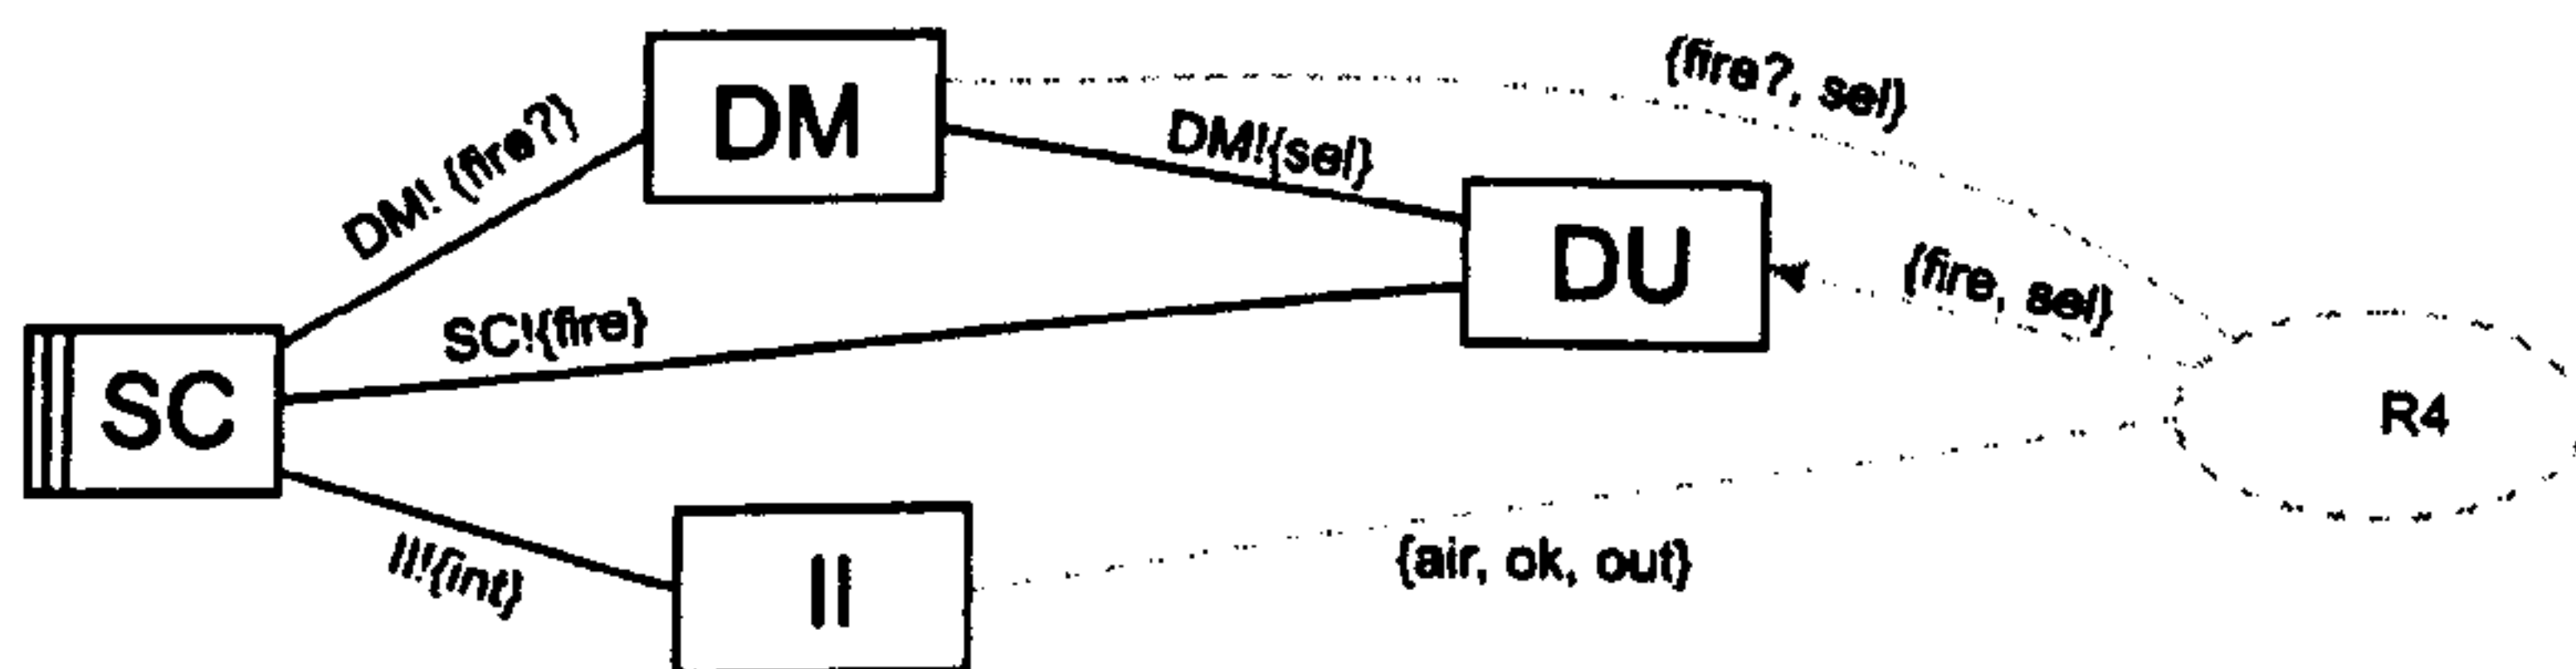 DM
{fire?, sel}
DM! {fire?}
DM!{sel}
DU
{fire, sel}
SC!{fire}
SC
R4
II!{int}
II
{air, ok, out}